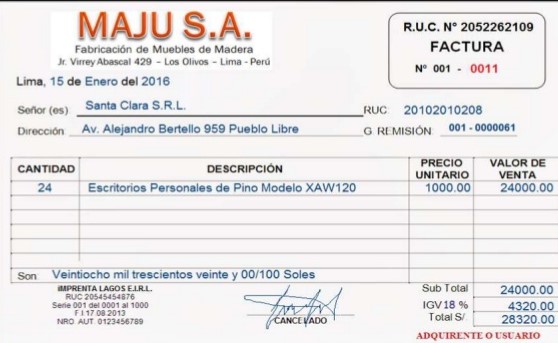 MAJU S.A.
Fabricación de Muebles de Madera
Jr. Virrey Abascal 429 - Los Olivos - Lima - Perú
R.U.C. Nº 2052262109
FACTURA
Nº 001 - 0011
Lima, 15 de Enero del 2016
Señor (es) Santa Clara S.R.L. RUC 20102010208
Dirección Av. Alejandro Bertello 959 Pueblo Libre G. REMISIÓN 001 - 0000061
CANTIDAD DESCRIPCIÓN PRECIO UNITARIO VALOR DE VENTA
24 Escritorios Personales de Pino Modelo XAW120 1000.00 24000.00
Son Veintiocho mil trescientos veinte y 00/100 Soles
IMPRENTA LAGOS E.I.R.L.
RUC 20545454876
Serie 001 del 0001 al 1000
F.I 17.08.2013
NRO AUT. 0123456789
CANCELADO
Sub Total 24000.00
IGV 18 % 4320.00
Total S/. 28320.00
ADQUIRENTE O USUARIO